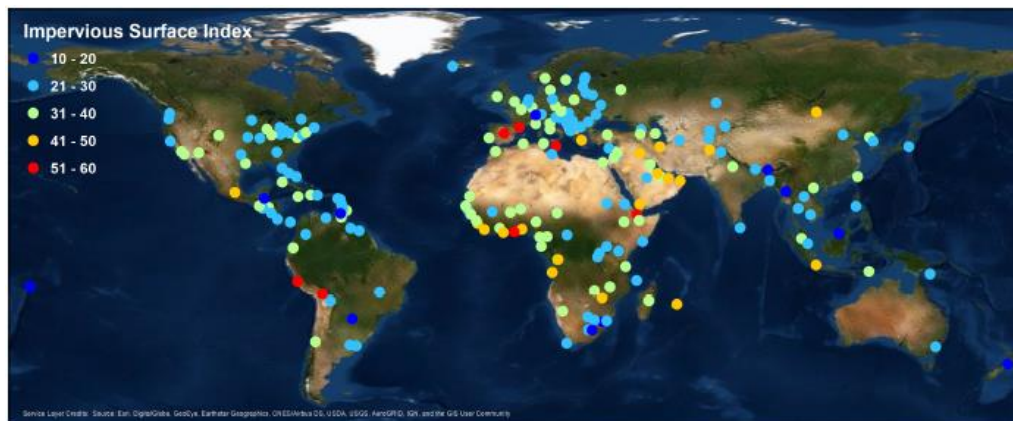 Impervious Surface Index
10 - 20
21 - 30
31 - 40
41 - 50
51 - 60
Service Layer Credits: Source: Esri, DigitalGlobe, GeoEye, Earthstar Geographics, CNES/Airbus DS, USDA, USGS, AeroGRID, IGN, and the GIS User Community